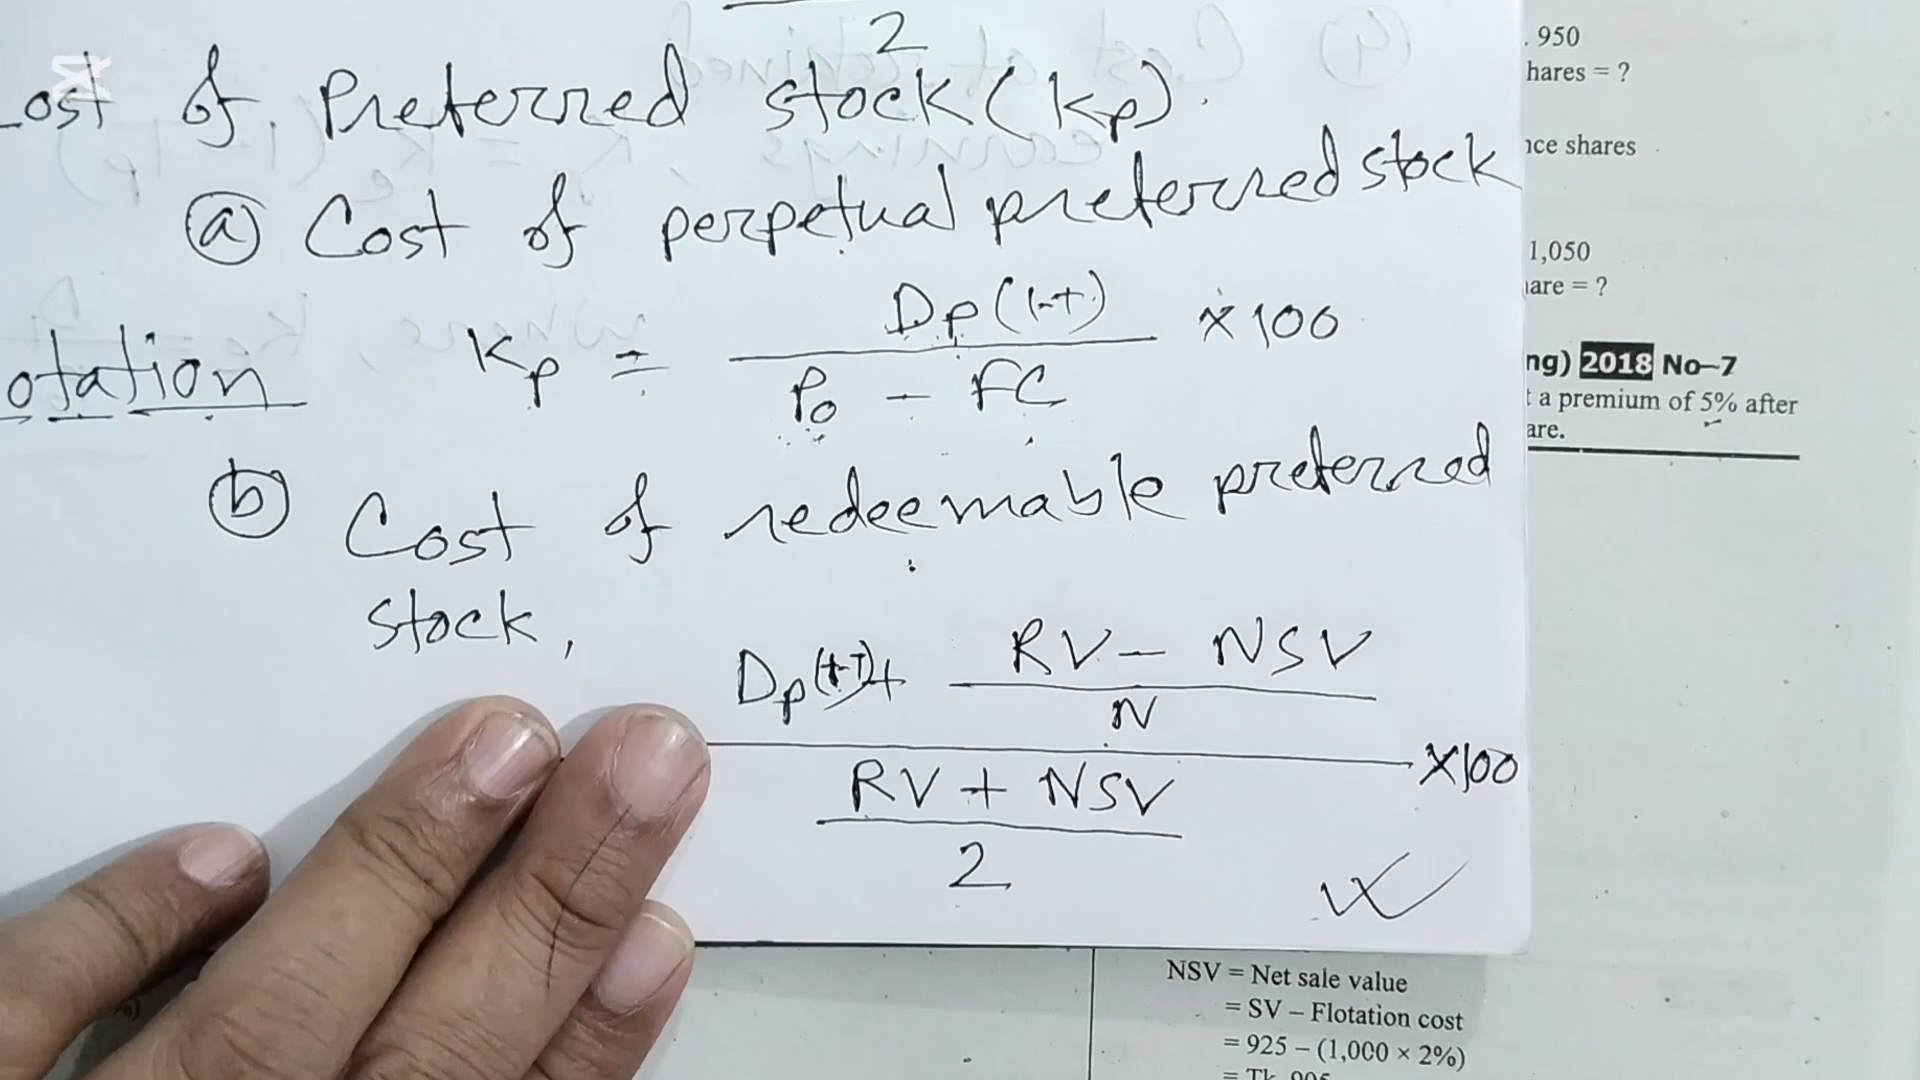 2
ost of Preferred stock (Kp).
(a) Cost of perpetual preferred stock
otation Kp = Dp(1-t) / P0 - FC × 100
(b) Cost of redeemable preferred
stock,
Dp(1-T) + RV - NSV / N
RV + NSV / 2 ×100
. 950
hares = ?
nce shares
1,050
are = ?
ng) 2018 No–7
t a premium of 5% after
are.
NSV = Net sale value
= SV – Flotation cost
= 925 – (1,000 × 2%)
= Tk. 905